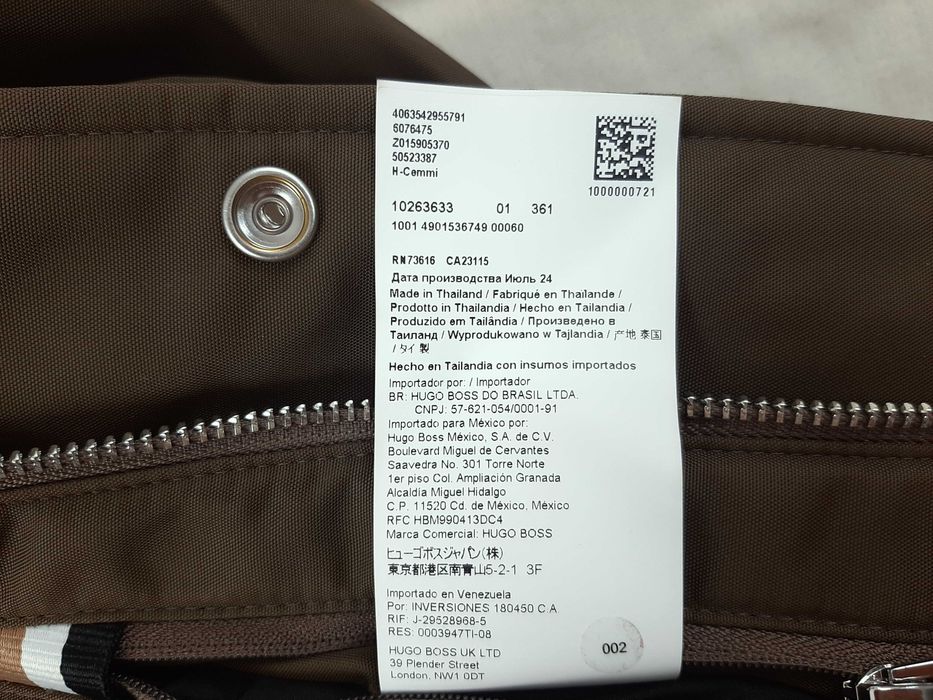 4063542955791
6076475
Z015905370
50523387
H-Cemmi
1000000721
10263633 01 361
1001 4901536749 00060
RN73616 CA23115
Дата производства Июль 24
Made in Thailand / Fabriqué en Thaïlande /
Prodotto in Thailandia / Hecho en Tailandia /
Produzido em Tailândia / Произведено в
Таиланд / Wyprodukowano w Tajlandia / 产地 泰国
/ タイ 製
Hecho en Tailandia con insumos importados
Importador por: / Importador
BR: HUGO BOSS DO BRASIL LTDA.
CNPJ: 57-621-054/0001-91
Importado para México por:
Hugo Boss México, S.A. de C.V.
Boulevard Miguel de Cervantes
Saavedra No. 301 Torre Norte
1er piso Col. Ampliación Granada
Alcaldía Miguel Hidalgo
C.P. 11520 Cd. de México, México
RFC HBM990413DC4
Marca Comercial: HUGO BOSS
ヒューゴボスジャパン(株)
東京都港区南青山5-2-1 3F
Importado en Venezuela
Por: INVERSIONES 180450 C.A
RIF: J-29528968-5
RES: 0003947TI-08
HUGO BOSS UK LTD
39 Plender Street
London, NW1 0DT
002